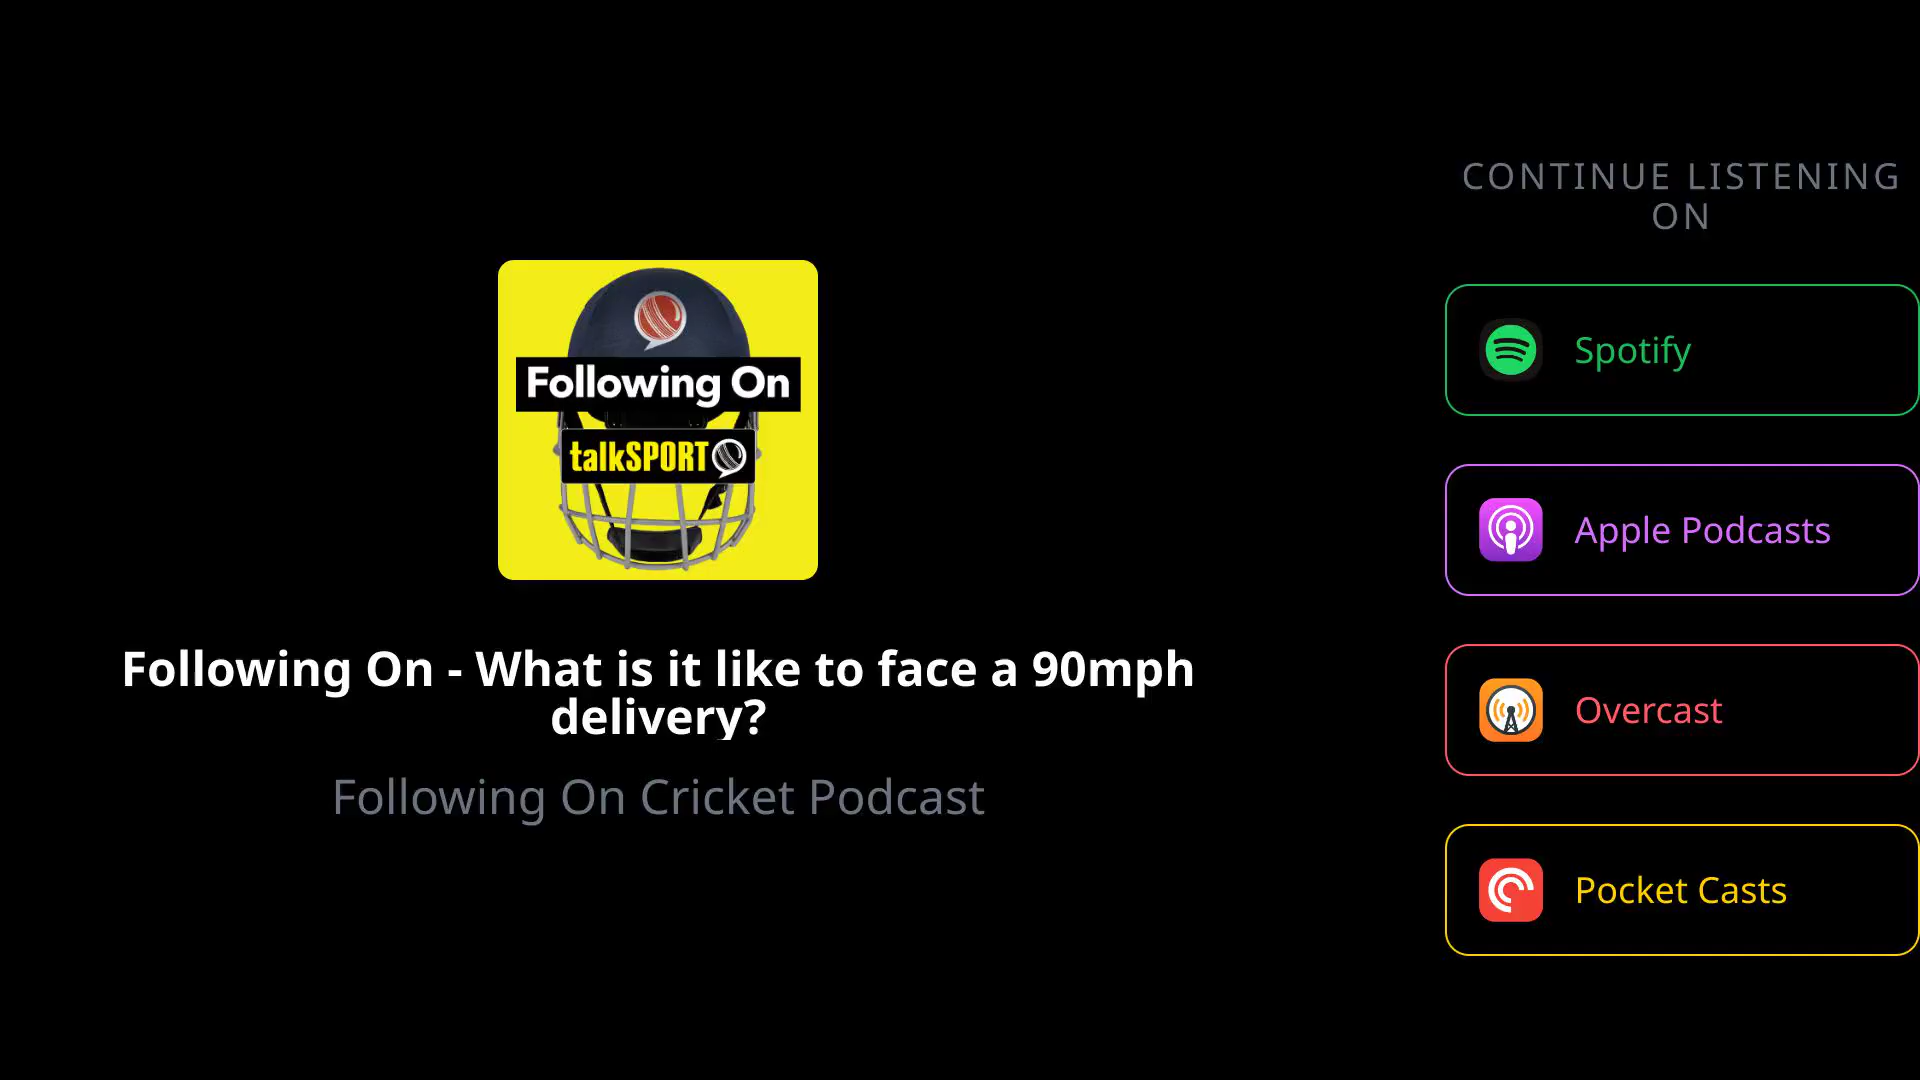 Following On
talkSPORT
Following On - What is it like to face a 90mph
delivery?
Following On Cricket Podcast
CONTINUE LISTENING
ON
Spotify
Apple Podcasts
Overcast
Pocket Casts